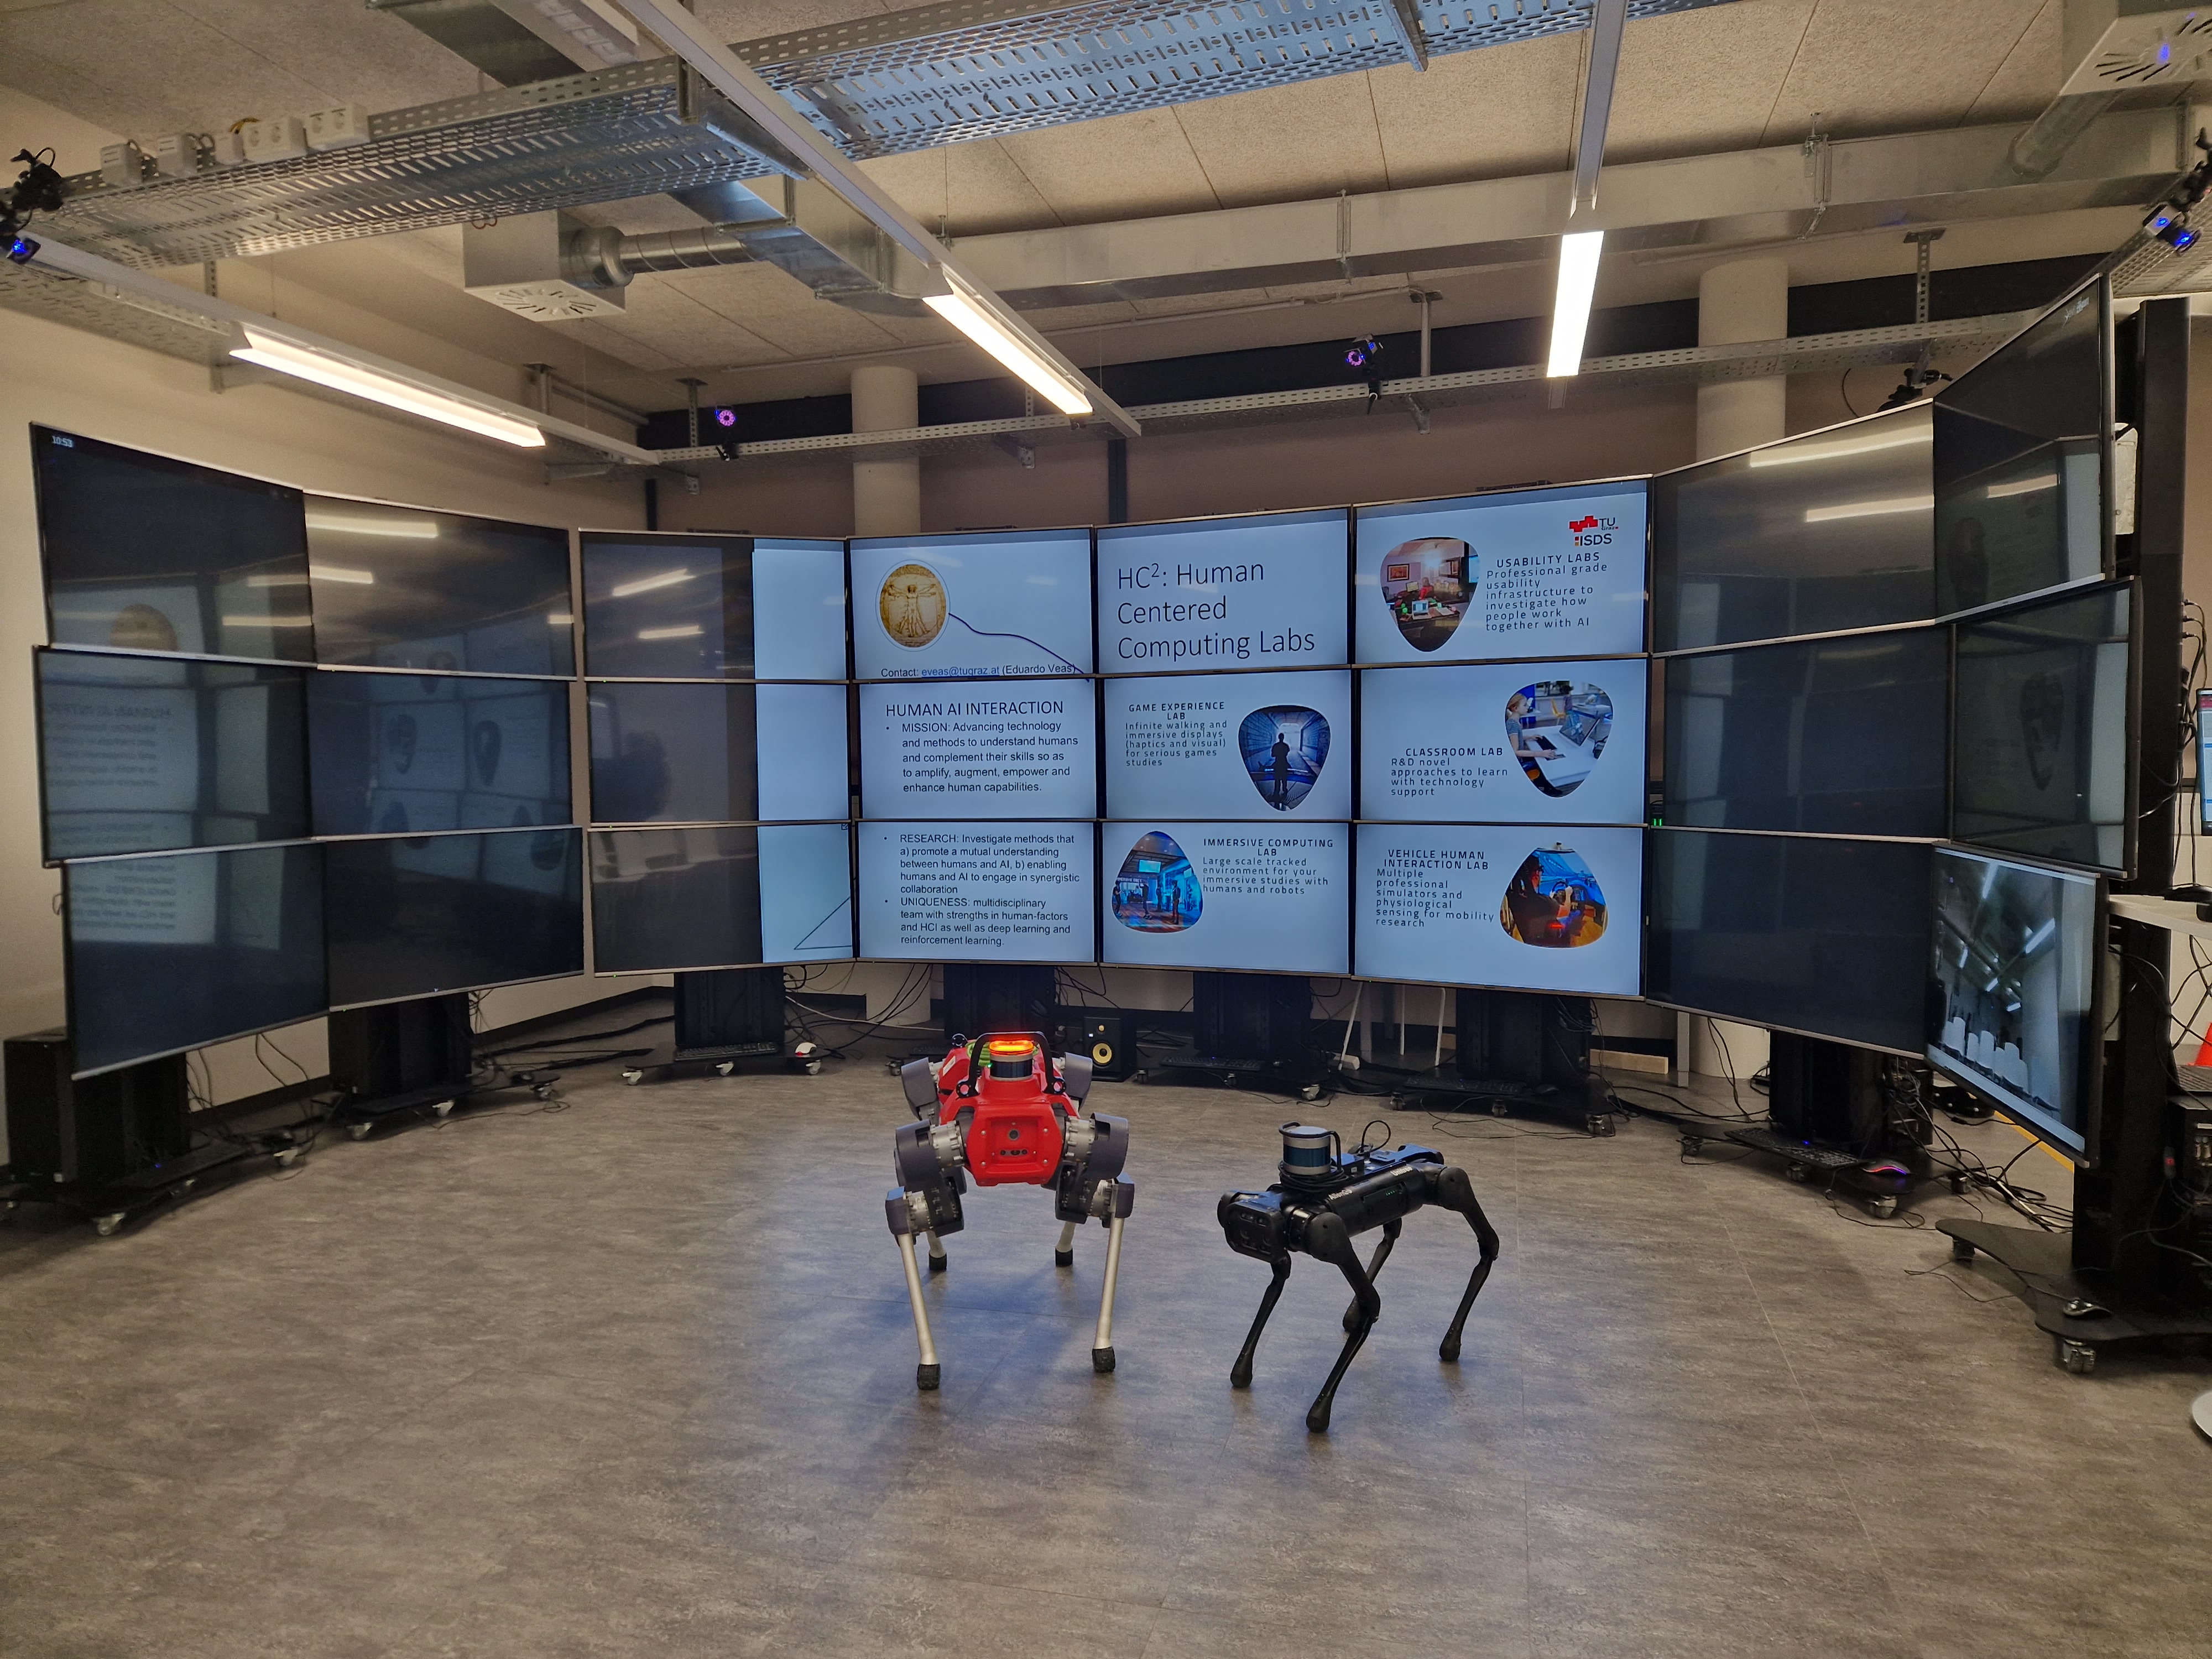 10:53
Contact: eveas@tugraz.at (Eduardo Veas)
HUMAN AI INTERACTION
• MISSION: Advancing technology
and methods to understand humans
and complement their skills so as
to amplify, augment, empower and
enhance human capabilities.
• RESEARCH: Investigate methods that
a) promote a mutual understanding
between humans and AI, b) enabling
humans and AI to engage in synergistic
collaboration
• UNIQUENESS: multidisciplinary
team with strengths in human-factors
and HCI as well as deep learning and
reinforcement learning.
HC²: Human
Centered
Computing Labs
GAME EXPERIENCE
LAB
Infinite walking and
immersive displays
(haptics and visual)
for serious games
studies
IMMERSIVE COMPUTING
LAB
Large scale tracked
environment for your
immersive studies with
humans and robots
TU
Graz
ISDS
USABILITY LABS
Professional grade
usability
infrastructure to
investigate how
people work
together with AI
CLASSROOM LAB
R&D novel
approaches to learn
with technology
support
VEHICLE HUMAN
INTERACTION LAB
Multiple
professional
simulators and
physiological
sensing for mobility
research